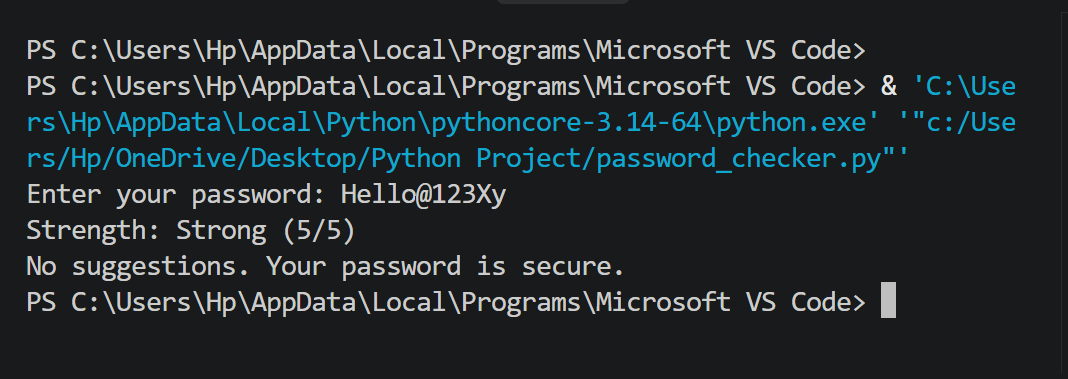 PS C:\Users\Hp\AppData\Local\Programs\Microsoft VS Code>
PS C:\Users\Hp\AppData\Local\Programs\Microsoft VS Code> & 'C:\Use
rs\Hp\AppData\Local\Python\pythoncore-3.14-64\python.exe' '"c:/Use
rs/Hp/OneDrive/Desktop/Python Project/password_checker.py"'
Enter your password: Hello@123Xy
Strength: Strong (5/5)
No suggestions. Your password is secure.
PS C:\Users\Hp\AppData\Local\Programs\Microsoft VS Code>